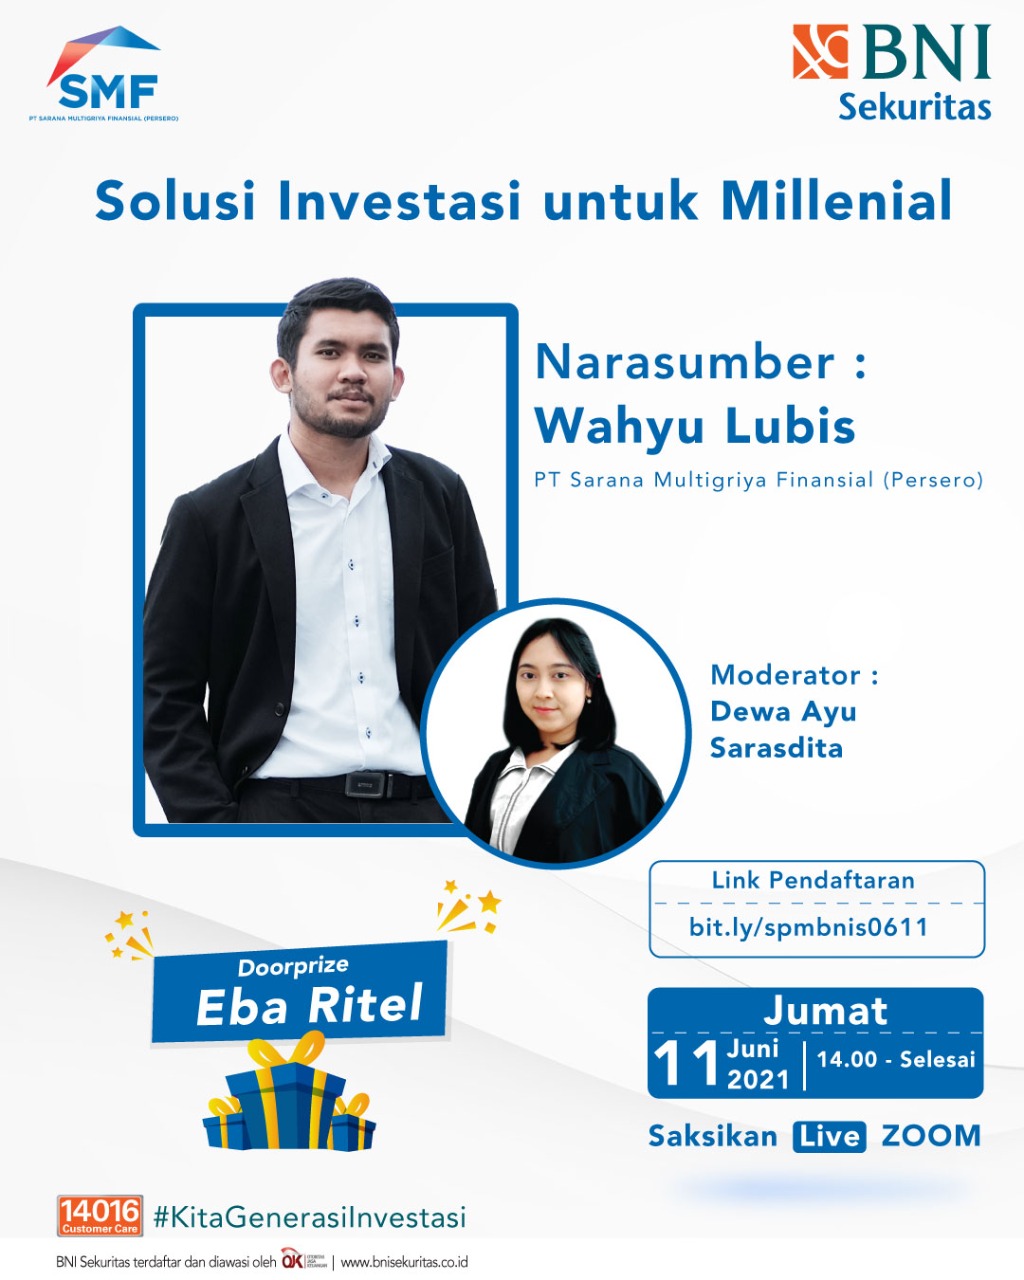 SMF
PT SARANA MULTIGRIYA FINANSIAL (PERSERO)
BNI
Sekuritas
Solusi Investasi untuk Millenial
Narasumber :
Wahyu Lubis
PT Sarana Multigriya Finansial (Persero)
Moderator :
Dewa Ayu
Sarasdita
Link Pendaftaran
bit.ly/spmbnis0611
Doorprize
Eba Ritel
Jumat
11 Juni 2021 | 14.00 - Selesai
Saksikan Live ZOOM
14016
Customer Care
#KitaGenerasiInvestasi
BNI Sekuritas terdaftar dan diawasi oleh OJK OTORITAS JASA KEUANGAN | www.bnisekuritas.co.id